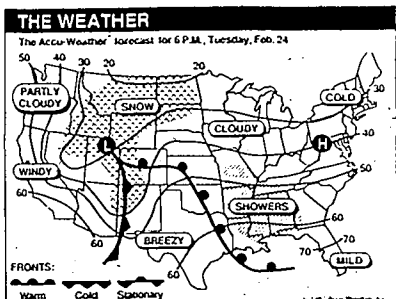 THE WEATHER
The Accu-Weather forecast for 6 P.M., Tuesday, Feb. 24
50 40 30 20 20
PARTLY CLOUDY
SNOW
COLD
30
CLOUDY
L
H
40
WINDY
50
60
SHOWERS
60
BREEZY
60
70
70
60
MILD
FRONTS:
Warm Cold Stationary